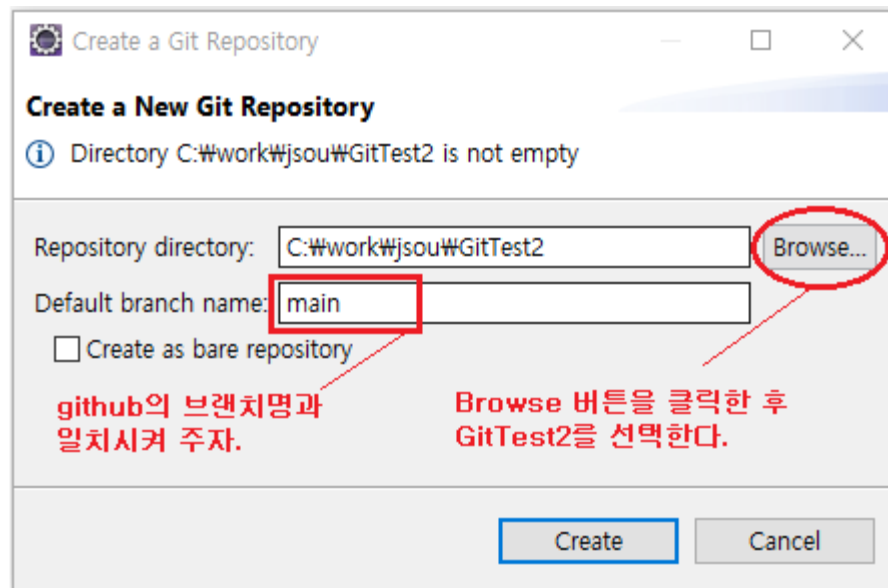 Create a Git Repository
Create a New Git Repository
Directory C:₩work₩jsou₩GitTest2 is not empty
Repository directory: C:₩work₩jsou₩GitTest2 Browse...
Default branch name: main
Create as bare repository
github의 브랜치명과
일치시켜 주자.
Browse 버튼을 클릭한 후
GitTest2를 선택한다.
Create Cancel